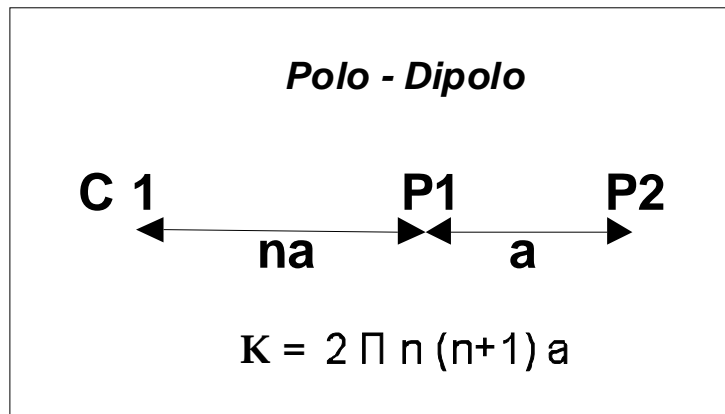 Polo - Dipolo
C 1 P1 P2
na a
K = 2 Π n (n+1) a